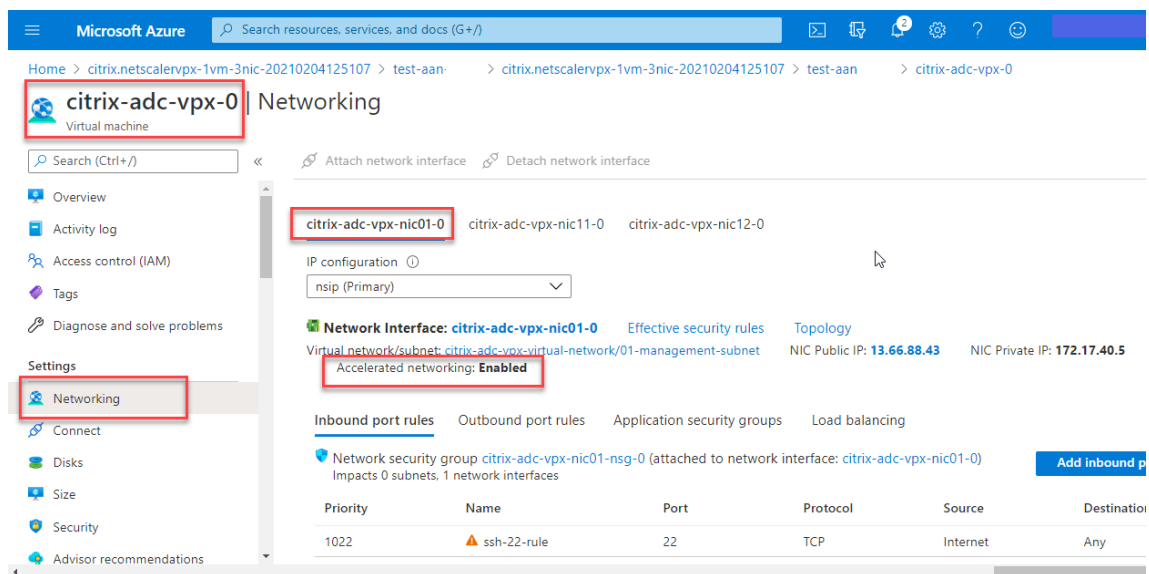 Microsoft Azure
Search resources, services, and docs (G+/)
2
Home > citrix.netscalervpx-1vm-3nic-20210204125107 > test-aan > citrix.netscalervpx-1vm-3nic-20210204125107 > test-aan > citrix-adc-vpx-0
citrix-adc-vpx-0 | Networking
Virtual machine
Search (Ctrl+/)
«
Attach network interface
Detach network interface
Overview
Activity log
Access control (IAM)
Tags
Diagnose and solve problems
Settings
Networking
Connect
Disks
Size
Security
Advisor recommendations
citrix-adc-vpx-nic01-0 citrix-adc-vpx-nic11-0 citrix-adc-vpx-nic12-0
IP configuration
nsip (Primary)
Network Interface: citrix-adc-vpx-nic01-0 Effective security rules Topology
Virtual network/subnet: citrix-adc-vpx-virtual-network/01-management-subnet NIC Public IP: 13.66.88.43 NIC Private IP: 172.17.40.5
Accelerated networking: Enabled
Inbound port rules Outbound port rules Application security groups Load balancing
Network security group citrix-adc-vpx-nic01-nsg-0 (attached to network interface: citrix-adc-vpx-nic01-0)
Impacts 0 subnets, 1 network interfaces
Add inbound p
Priority Name Port Protocol Source Destination
1022 ssh-22-rule 22 TCP Internet Any